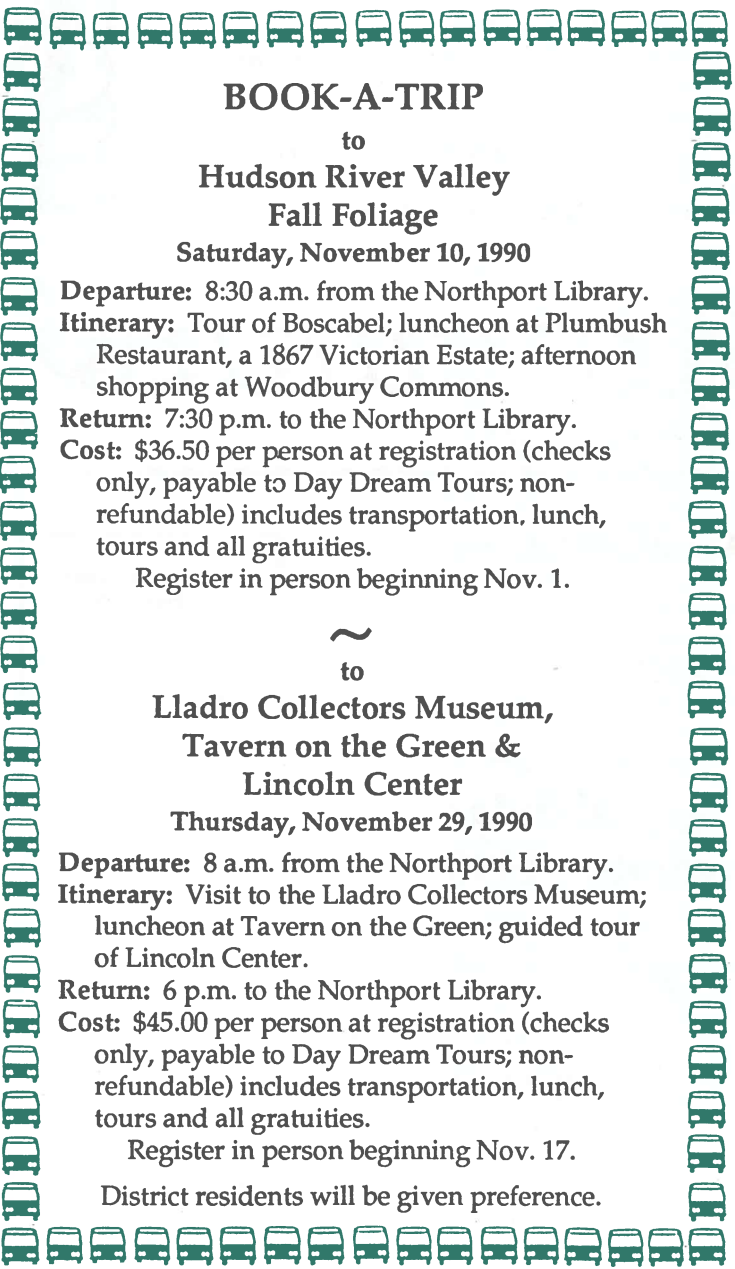 BOOK-A-TRIP
to
Hudson River Valley
Fall Foliage
Saturday, November 10, 1990
Departure: 8:30 a.m. from the Northport Library.
Itinerary: Tour of Boscabel; luncheon at Plumbush
Restaurant, a 1867 Victorian Estate; afternoon
shopping at Woodbury Commons.
Return: 7:30 p.m. to the Northport Library.
Cost: $36.50 per person at registration (checks
only, payable to Day Dream Tours; non-
refundable) includes transportation, lunch,
tours and all gratuities.
Register in person beginning Nov. 1.
~
to
Lladro Collectors Museum,
Tavern on the Green &
Lincoln Center
Thursday, November 29, 1990
Departure: 8 a.m. from the Northport Library.
Itinerary: Visit to the Lladro Collectors Museum;
luncheon at Tavern on the Green; guided tour
of Lincoln Center.
Return: 6 p.m. to the Northport Library.
Cost: $45.00 per person at registration (checks
only, payable to Day Dream Tours; non-
refundable) includes transportation, lunch,
tours and all gratuities.
Register in person beginning Nov. 17.
District residents will be given preference.